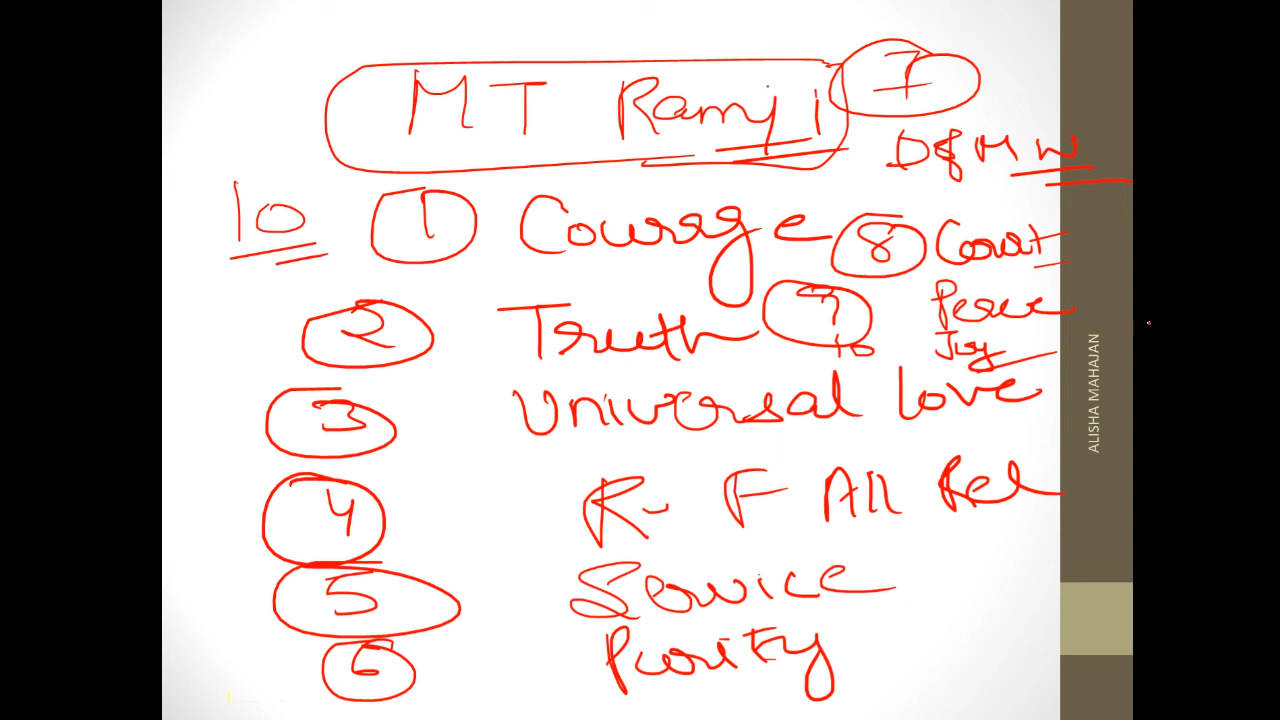 MT Ramji 7
D & M W
10 1 Courage 8 Const
2 Truth 9 Peace
10 Joy
3 Universal love
4 R F All Rel
5 Service
6 Purity
ALISHA MAHAJAN